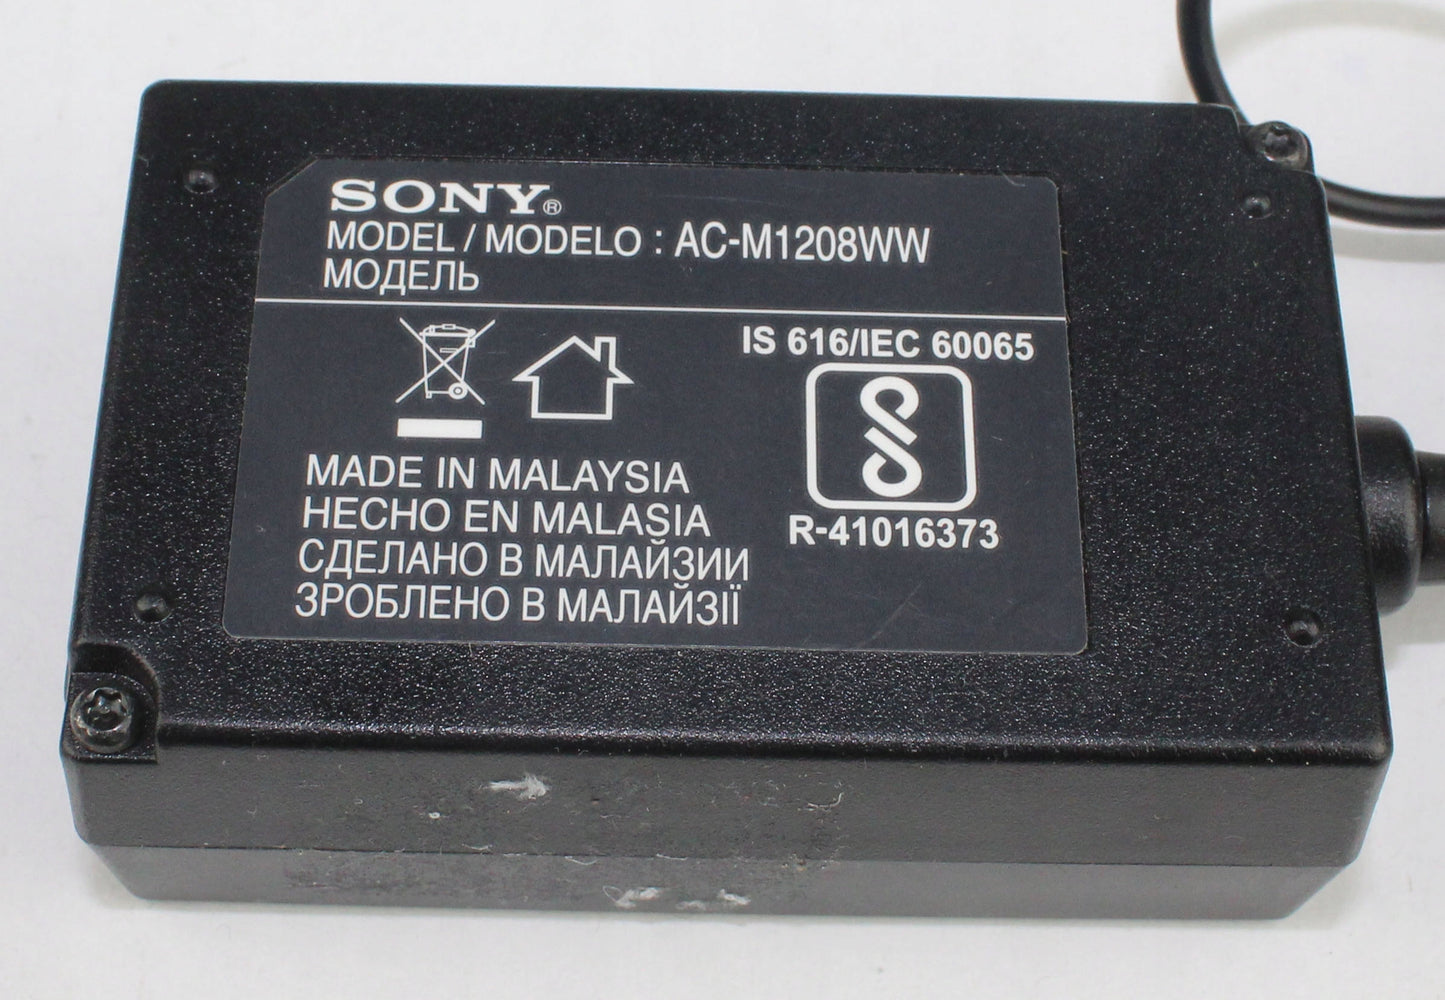 SONY®
MODEL / MODELO : AC-M1208WW
МОДЕЛЬ
IS 616/IEC 60065
R-41016373
MADE IN MALAYSIA
HECHO EN MALASIA
СДЕЛАНО В МАЛАЙЗИИ
ЗРОБЛЕНО В МАЛАЙЗІЇ